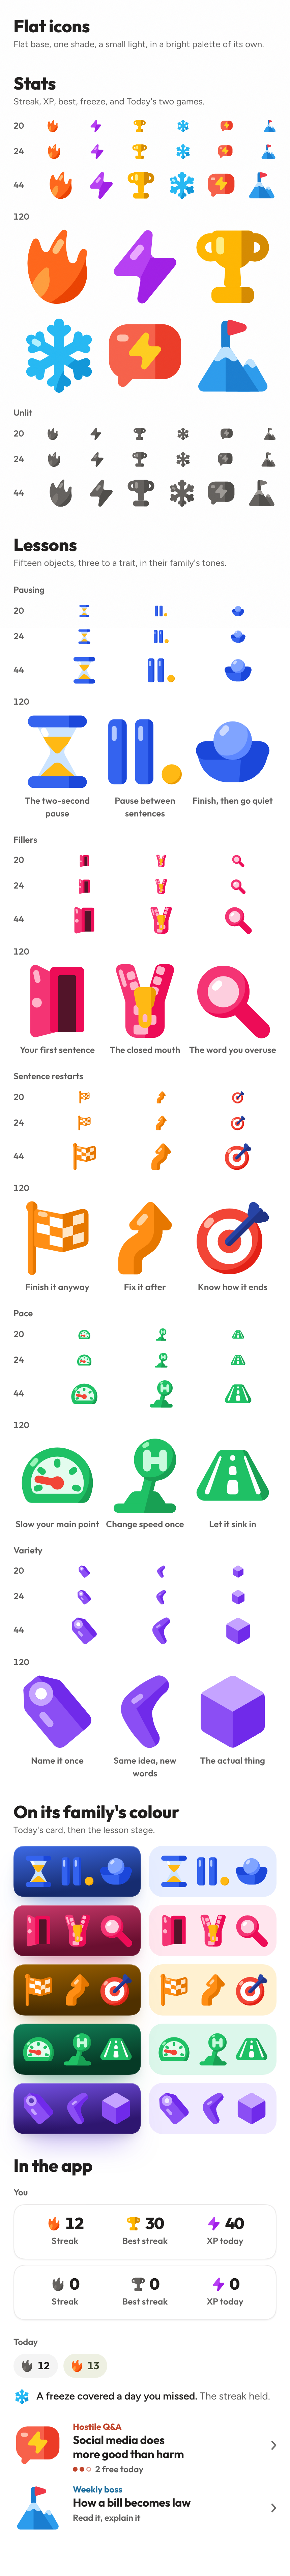 Flat icons
Flat base, one shade, a small light, in a bright palette of its own.
Stats
Streak, XP, best, freeze, and Today's two games.
20
24
44
120
Unlit
20
24
44
Lessons
Fifteen objects, three to a trait, in their family's tones.
Pausing
20
24
44
120
The two-second
pause
Pause between
sentences
Finish, then go quiet
Fillers
20
24
44
120
Your first sentence
The closed mouth
The word you overuse
Sentence restarts
20
24
44
120
Finish it anyway
Fix it after
Know how it ends
Pace
20
24
44
120
Slow your main point
Change speed once
Let it sink in
Variety
20
24
44
120
Name it once
Same idea, new
words
The actual thing
On its family's colour
Today's card, then the lesson stage.
In the app
You
12 30 40
Streak Best streak XP today
0 0 0
Streak Best streak XP today
Today
12 13
A freeze covered a day you missed. The streak held.
Hostile Q&A
Social media does
more good than harm
2 free today
Weekly boss
How a bill becomes law
Read it, explain it